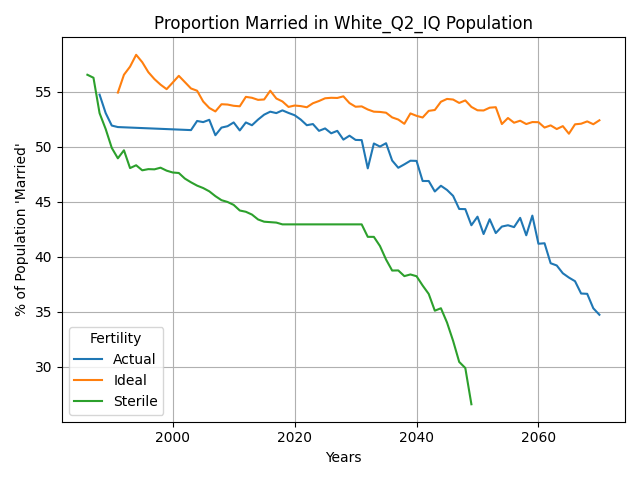 Proportion Married in White_Q2_IQ Population
% of Population 'Married'
55
50
45
40
35
30
Fertility
Actual
Ideal
Sterile
2000 2020 2040 2060
Years